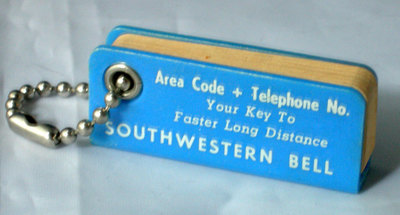 Area Code + Telephone No.
Your Key To
Faster Long Distance
SOUTHWESTERN BELL